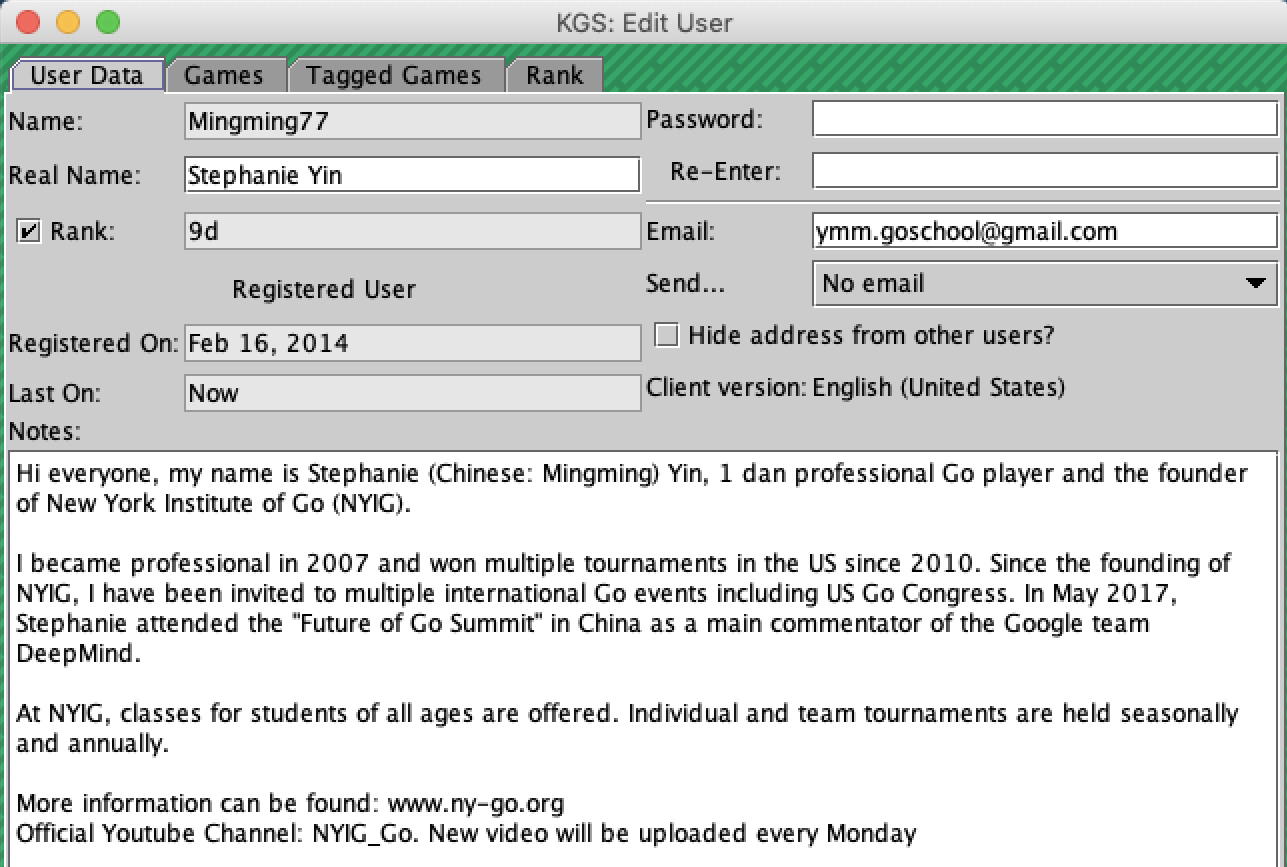 KGS: Edit User
User Data Games Tagged Games Rank
Name: Mingming77 Password:
Real Name: Stephanie Yin Re-Enter:
Rank: 9d Email: ymm.goschool@gmail.com
Registered User Send... No email
Registered On: Feb 16, 2014 Hide address from other users?
Last On: Now Client version: English (United States)
Notes:
Hi everyone, my name is Stephanie (Chinese: Mingming) Yin, 1 dan professional Go player and the founder
of New York Institute of Go (NYIG).
I became professional in 2007 and won multiple tournaments in the US since 2010. Since the founding of
NYIG, I have been invited to multiple international Go events including US Go Congress. In May 2017,
Stephanie attended the "Future of Go Summit" in China as a main commentator of the Google team
DeepMind.
At NYIG, classes for students of all ages are offered. Individual and team tournaments are held seasonally
and annually.
More information can be found: www.ny-go.org
Official Youtube Channel: NYIG_Go. New video will be uploaded every Monday